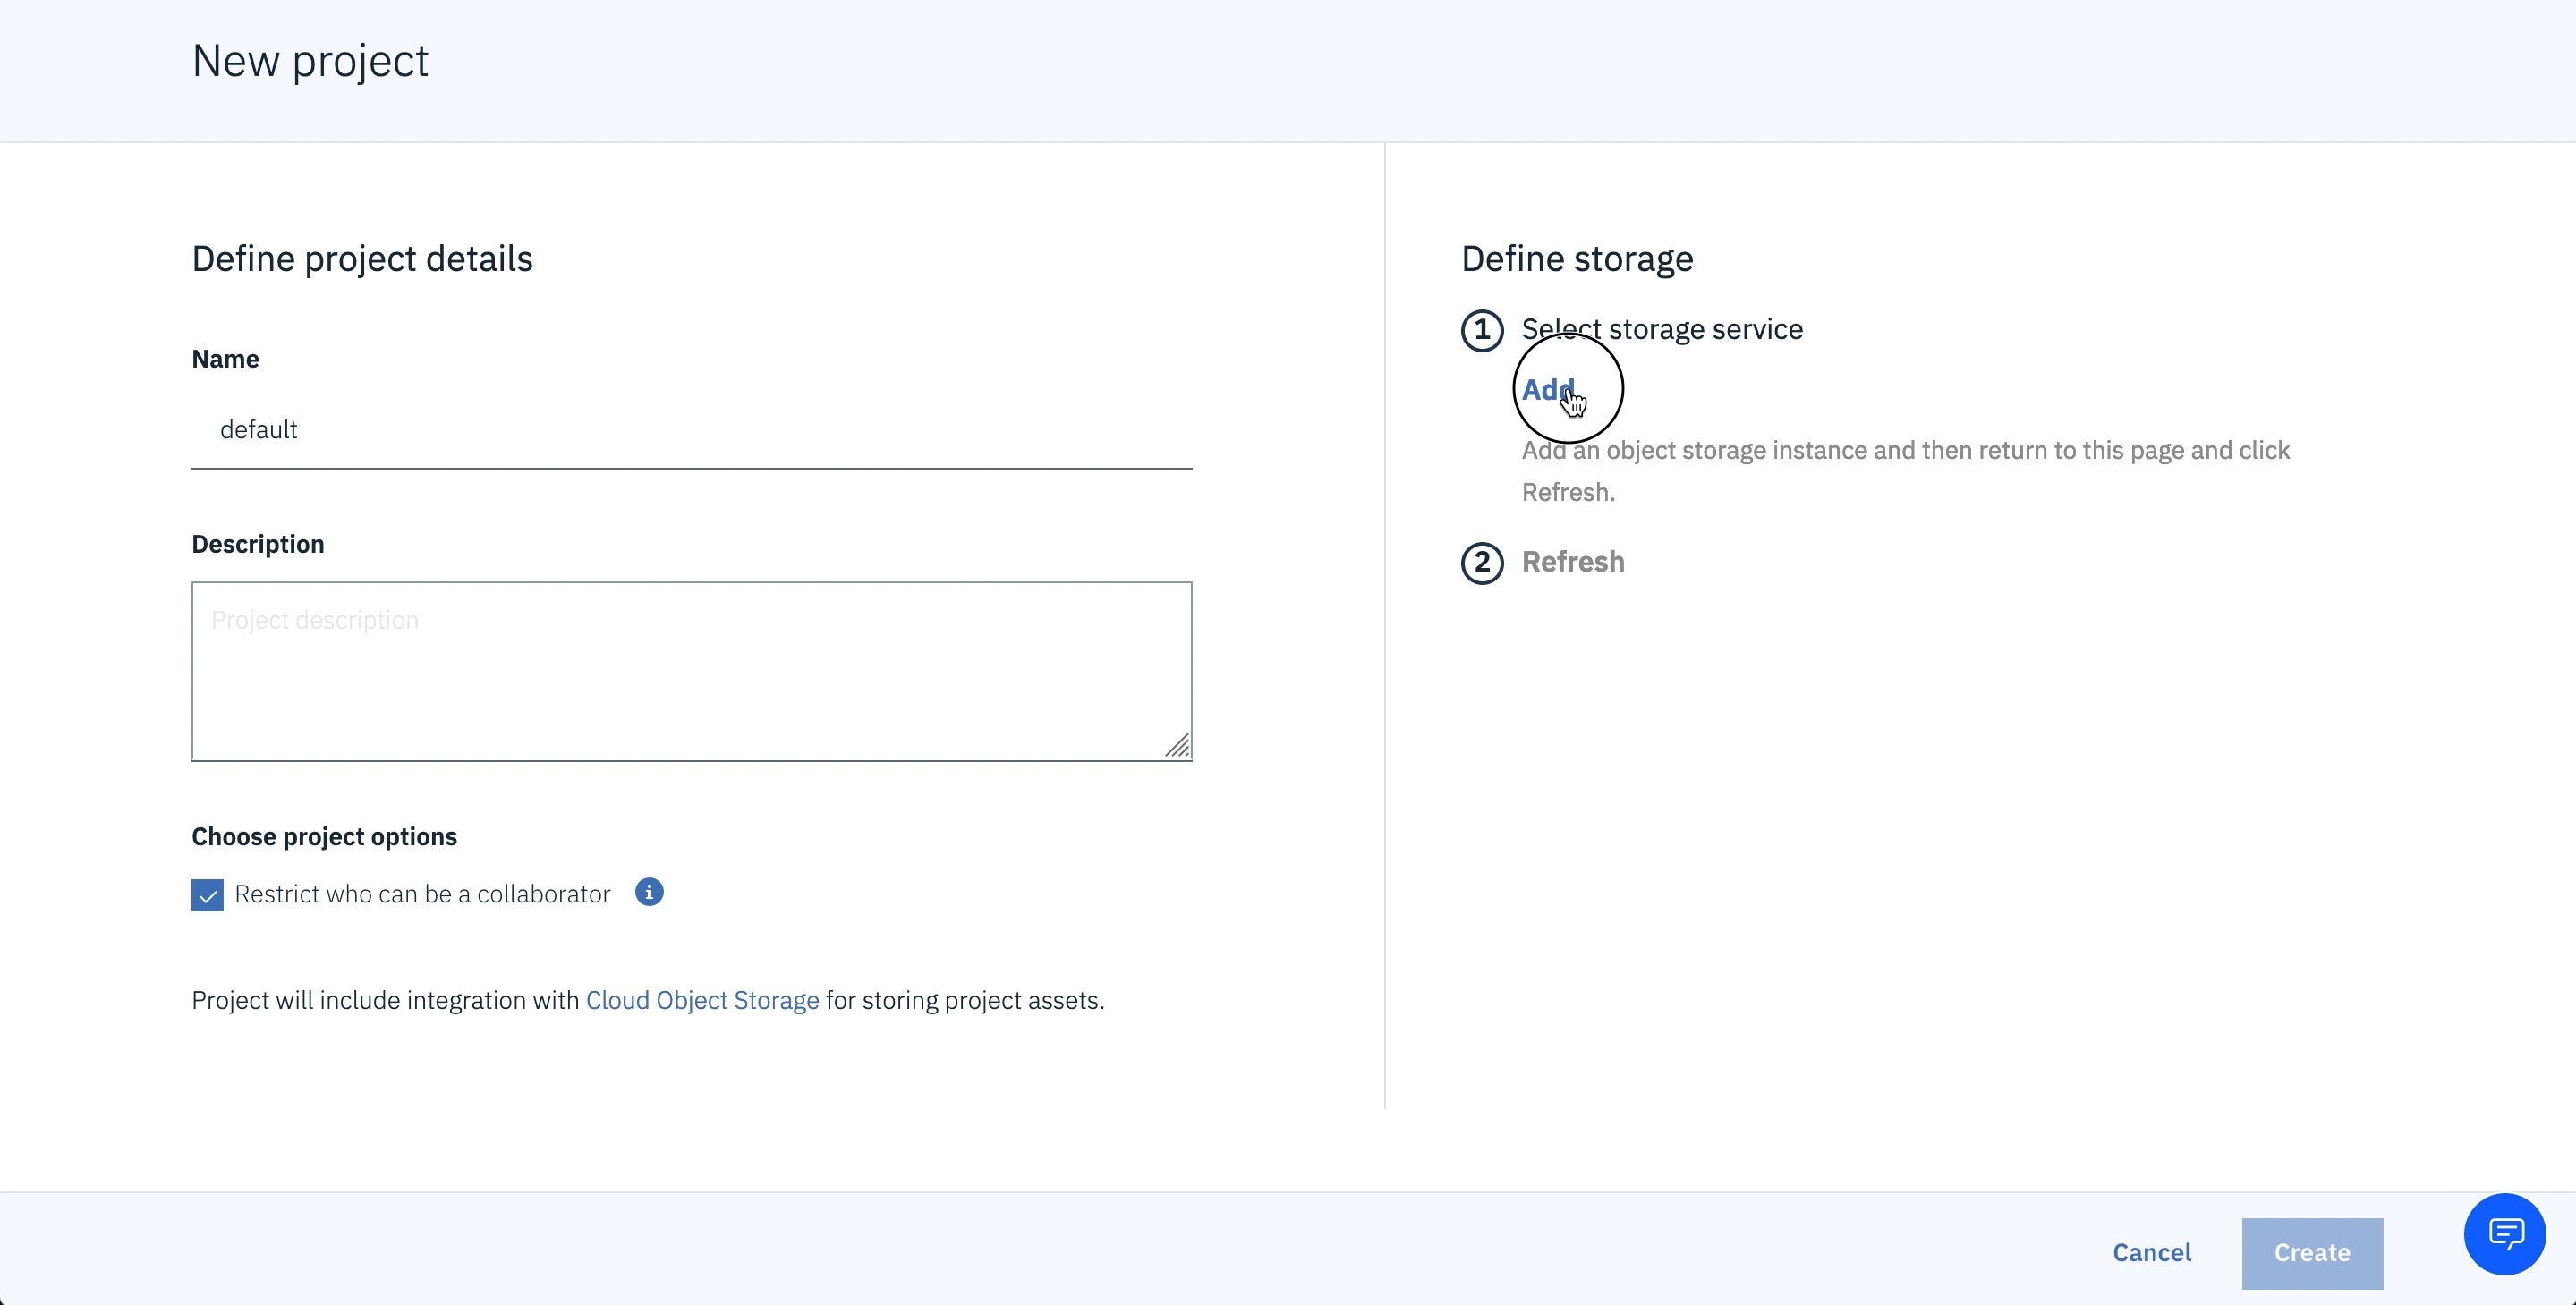 New project
Define project details
Name
default
Description
Project description
Choose project options
Restrict who can be a collaborator
Project will include integration with Cloud Object Storage for storing project assets.
Define storage
1 Select storage service
Add
Add an object storage instance and then return to this page and click
Refresh.
2 Refresh
Cancel
Create